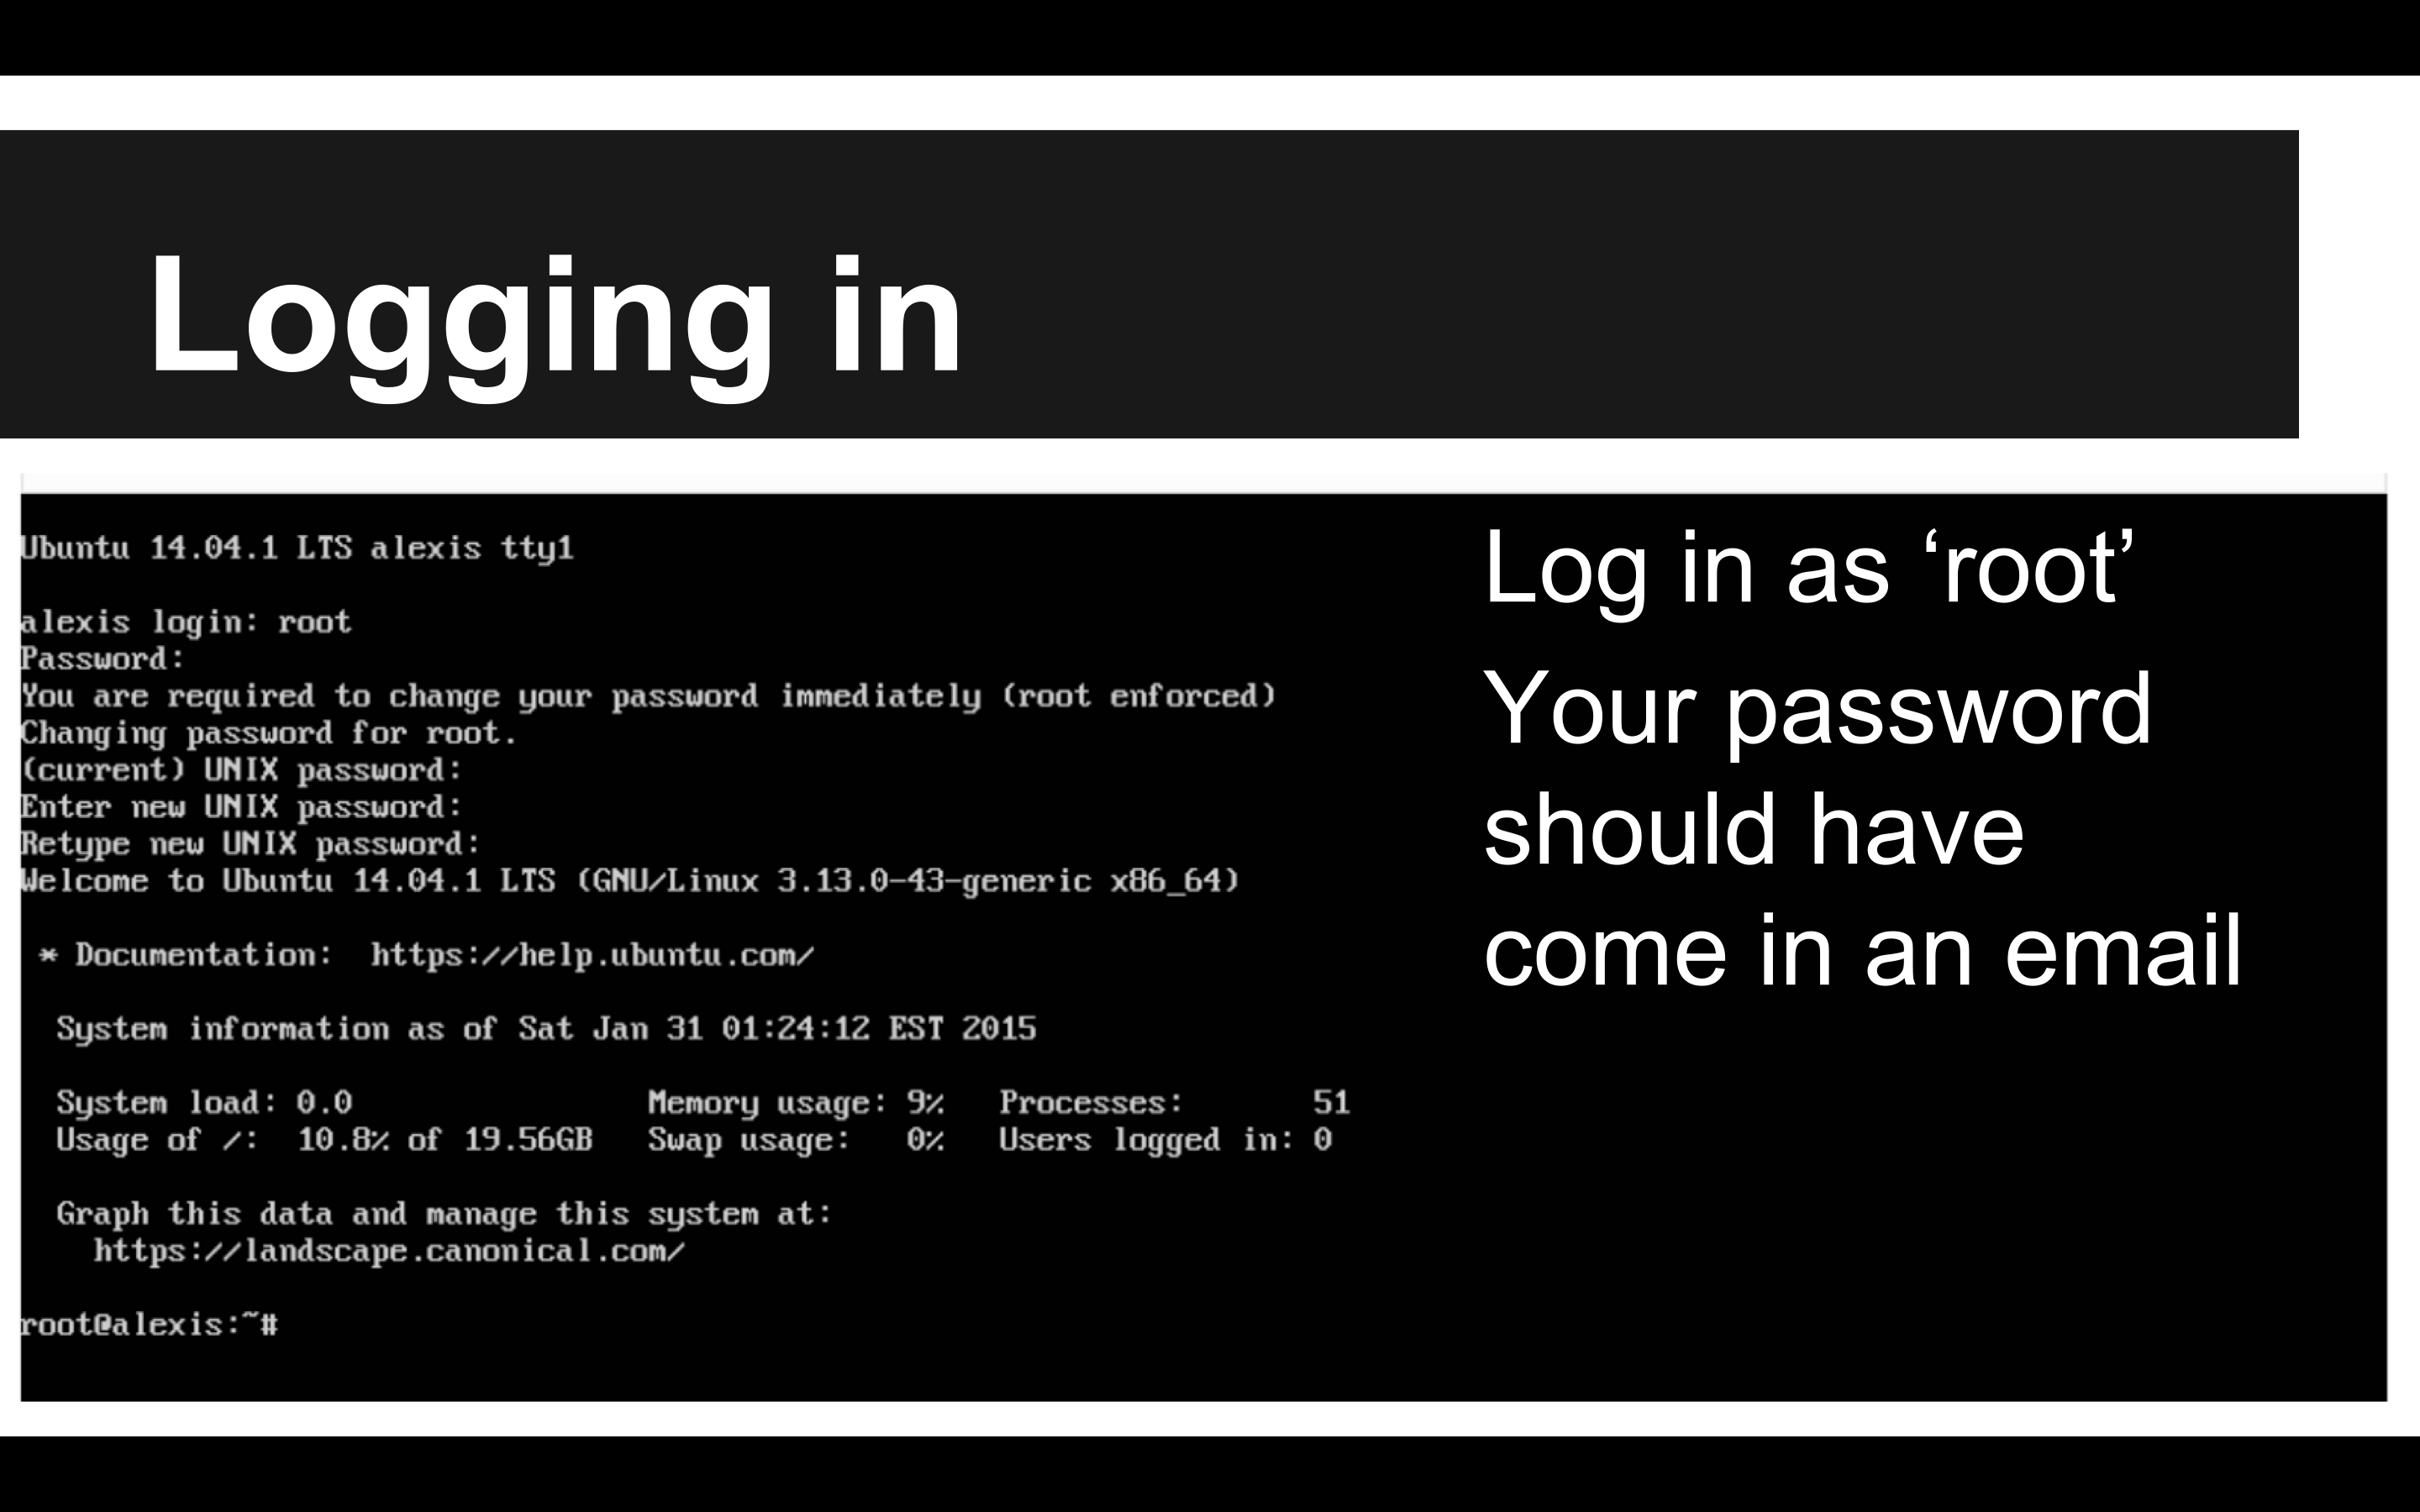 Logging in
Ubuntu 14.04.1 LTS alexis tty1
alexis login: root
Password:
You are required to change your password immediately (root enforced)
Changing password for root.
(current) UNIX password:
Enter new UNIX password:
Retype new UNIX password:
Welcome to Ubuntu 14.04.1 LTS (GNU/Linux 3.13.0-43-generic x86_64)
* Documentation:  https://help.ubuntu.com/
System information as of Sat Jan 31 01:24:12 EST 2015
System load: 0.0 Memory usage: 9% Processes: 51
Usage of /: 10.8% of 19.56GB Swap usage: 0% Users logged in: 0
Graph this data and manage this system at:
https://landscape.canonical.com/
root@alexis:~#
Log in as ‘root’
Your password
should have
come in an email